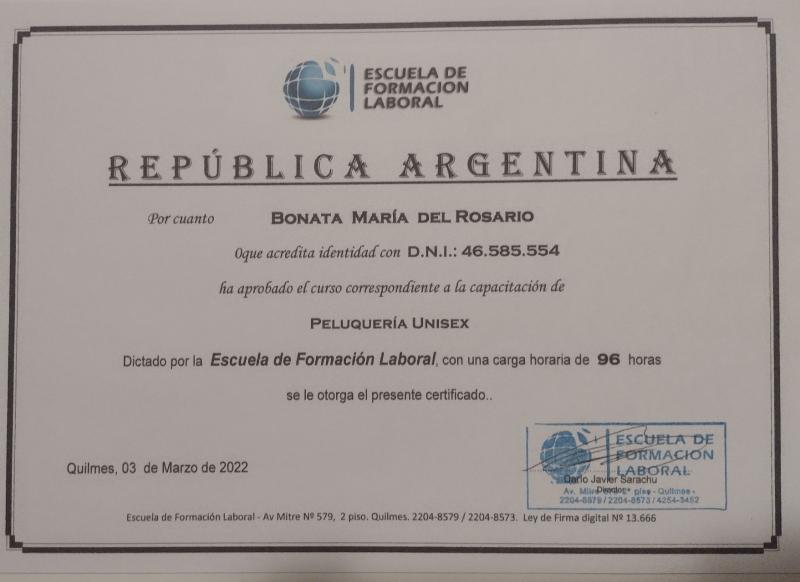 ESCUELA DE
FORMACION
LABORAL
REPÚBLICA ARGENTINA
Por cuanto BONATA MARÍA DEL ROSARIO
0que acredita identidad con D.N.I.: 46.585.554
ha aprobado el curso correspondiente a la capacitación de
PELUQUERÍA UNISEX
Dictado por la Escuela de Formación Laboral, con una carga horaria de 96 horas
se le otorga el presente certificado..
Quilmes, 03 de Marzo de 2022
ESCUELA DE
FORMACION
LABORAL
Darío Javier Sarachu
Director
Av. Mitre piso - Quilmes -
2204-8579 / 2204-8573 / 4254-3452
Escuela de Formación Laboral - Av Mitre Nº 579, 2 piso. Quilmes. 2204-8579 / 2204-8573. Ley de Firma digital Nº 13.666